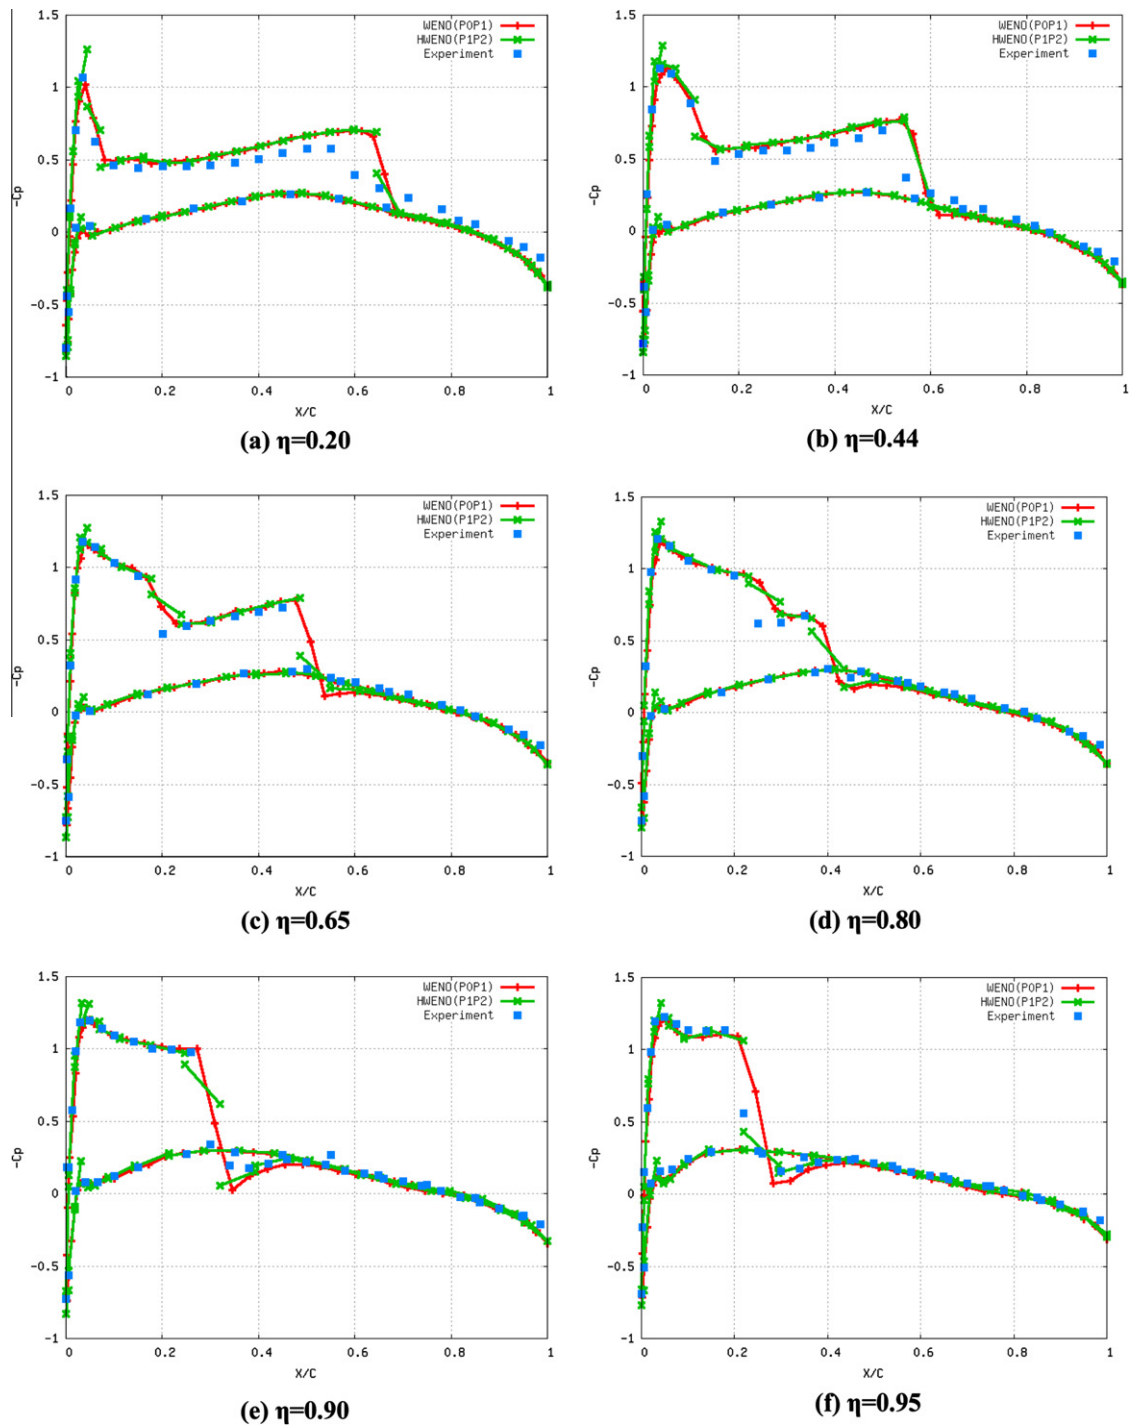 1.5
WENO(P0P1)
HWENO(P1P2)
Experiment
1
0.5
-Cp
0
-0.5
-1
0 0.2 0.4 0.6 0.8 1
X/C
(a) η=0.20
1.5
WENO(P0P1)
HWENO(P1P2)
Experiment
1
0.5
-Cp
0
-0.5
-1
0 0.2 0.4 0.6 0.8 1
X/C
(b) η=0.44
1.5
WENO(P0P1)
HWENO(P1P2)
Experiment
1
0.5
-Cp
0
-0.5
-1
0 0.2 0.4 0.6 0.8 1
X/C
(c) η=0.65
1.5
WENO(P0P1)
HWENO(P1P2)
Experiment
1
0.5
-Cp
0
-0.5
-1
0 0.2 0.4 0.6 0.8 1
X/C
(d) η=0.80
1.5
WENO(P0P1)
HWENO(P1P2)
Experiment
1
0.5
-Cp
0
-0.5
-1
0 0.2 0.4 0.6 0.8 1
X/C
(e) η=0.90
1.5
WENO(P0P1)
HWENO(P1P2)
Experiment
1
0.5
-Cp
0
-0.5
-1
0 0.2 0.4 0.6 0.8 1
X/C
(f) η=0.95